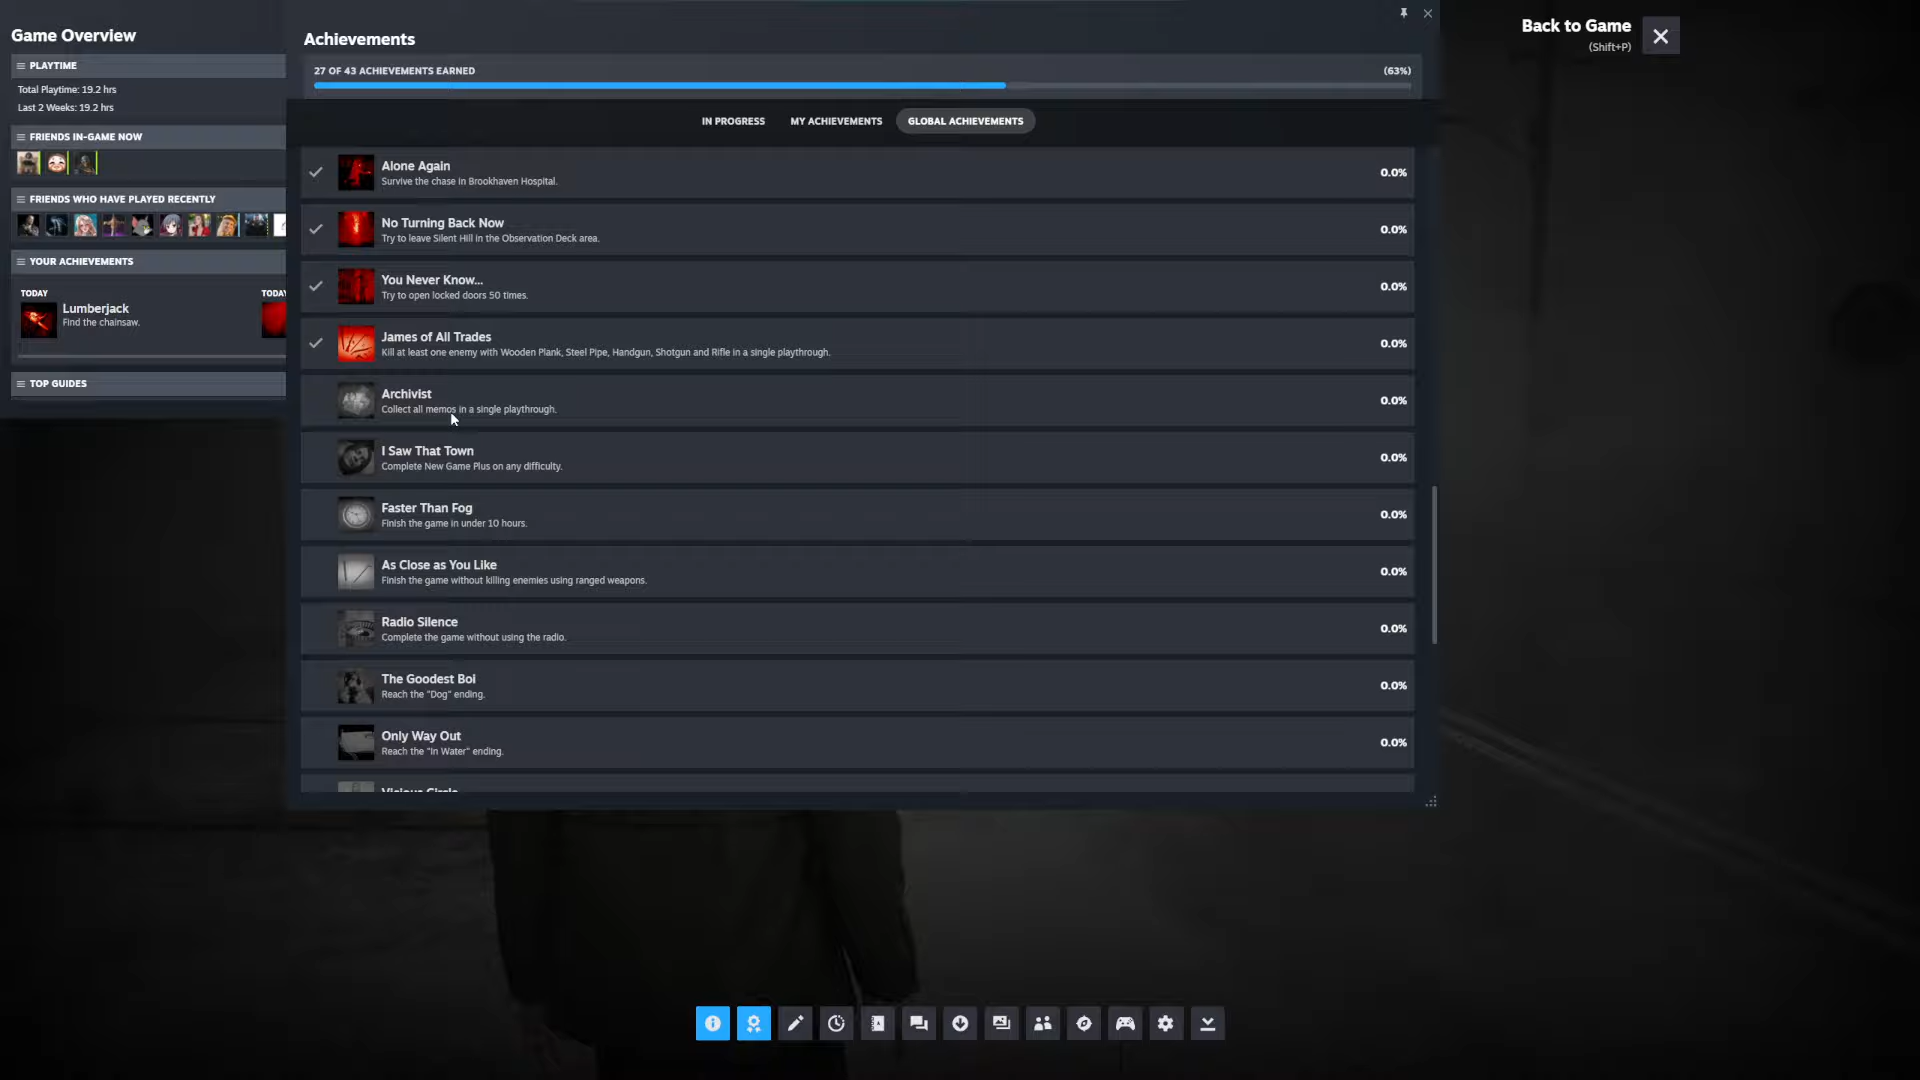 Game Overview
PLAYTIME
Total Playtime: 19.2 hrs
Last 2 Weeks: 19.2 hrs
FRIENDS IN-GAME NOW
FRIENDS WHO HAVE PLAYED RECENTLY
YOUR ACHIEVEMENTS
TODAY
TODAY
Lumberjack
Find the chainsaw.
TOP GUIDES
Achievements
27 OF 43 ACHIEVEMENTS EARNED (63%)
IN PROGRESS MY ACHIEVEMENTS GLOBAL ACHIEVEMENTS
Alone Again
Survive the chase in Brookhaven Hospital.
0.0%
No Turning Back Now
Try to leave Silent Hill in the Observation Deck area.
0.0%
You Never Know...
Try to open locked doors 50 times.
0.0%
James of All Trades
Kill at least one enemy with Wooden Plank, Steel Pipe, Handgun, Shotgun and Rifle in a single playthrough.
0.0%
Archivist
Collect all memos in a single playthrough.
0.0%
I Saw That Town
Complete New Game Plus on any difficulty.
0.0%
Faster Than Fog
Finish the game in under 10 hours.
0.0%
As Close as You Like
Finish the game without killing enemies using ranged weapons.
0.0%
Radio Silence
Complete the game without using the radio.
0.0%
The Goodest Boi
Reach the "Dog" ending.
0.0%
Only Way Out
Reach the "In Water" ending.
0.0%
Vicious Circle
Back to Game
(Shift+P)